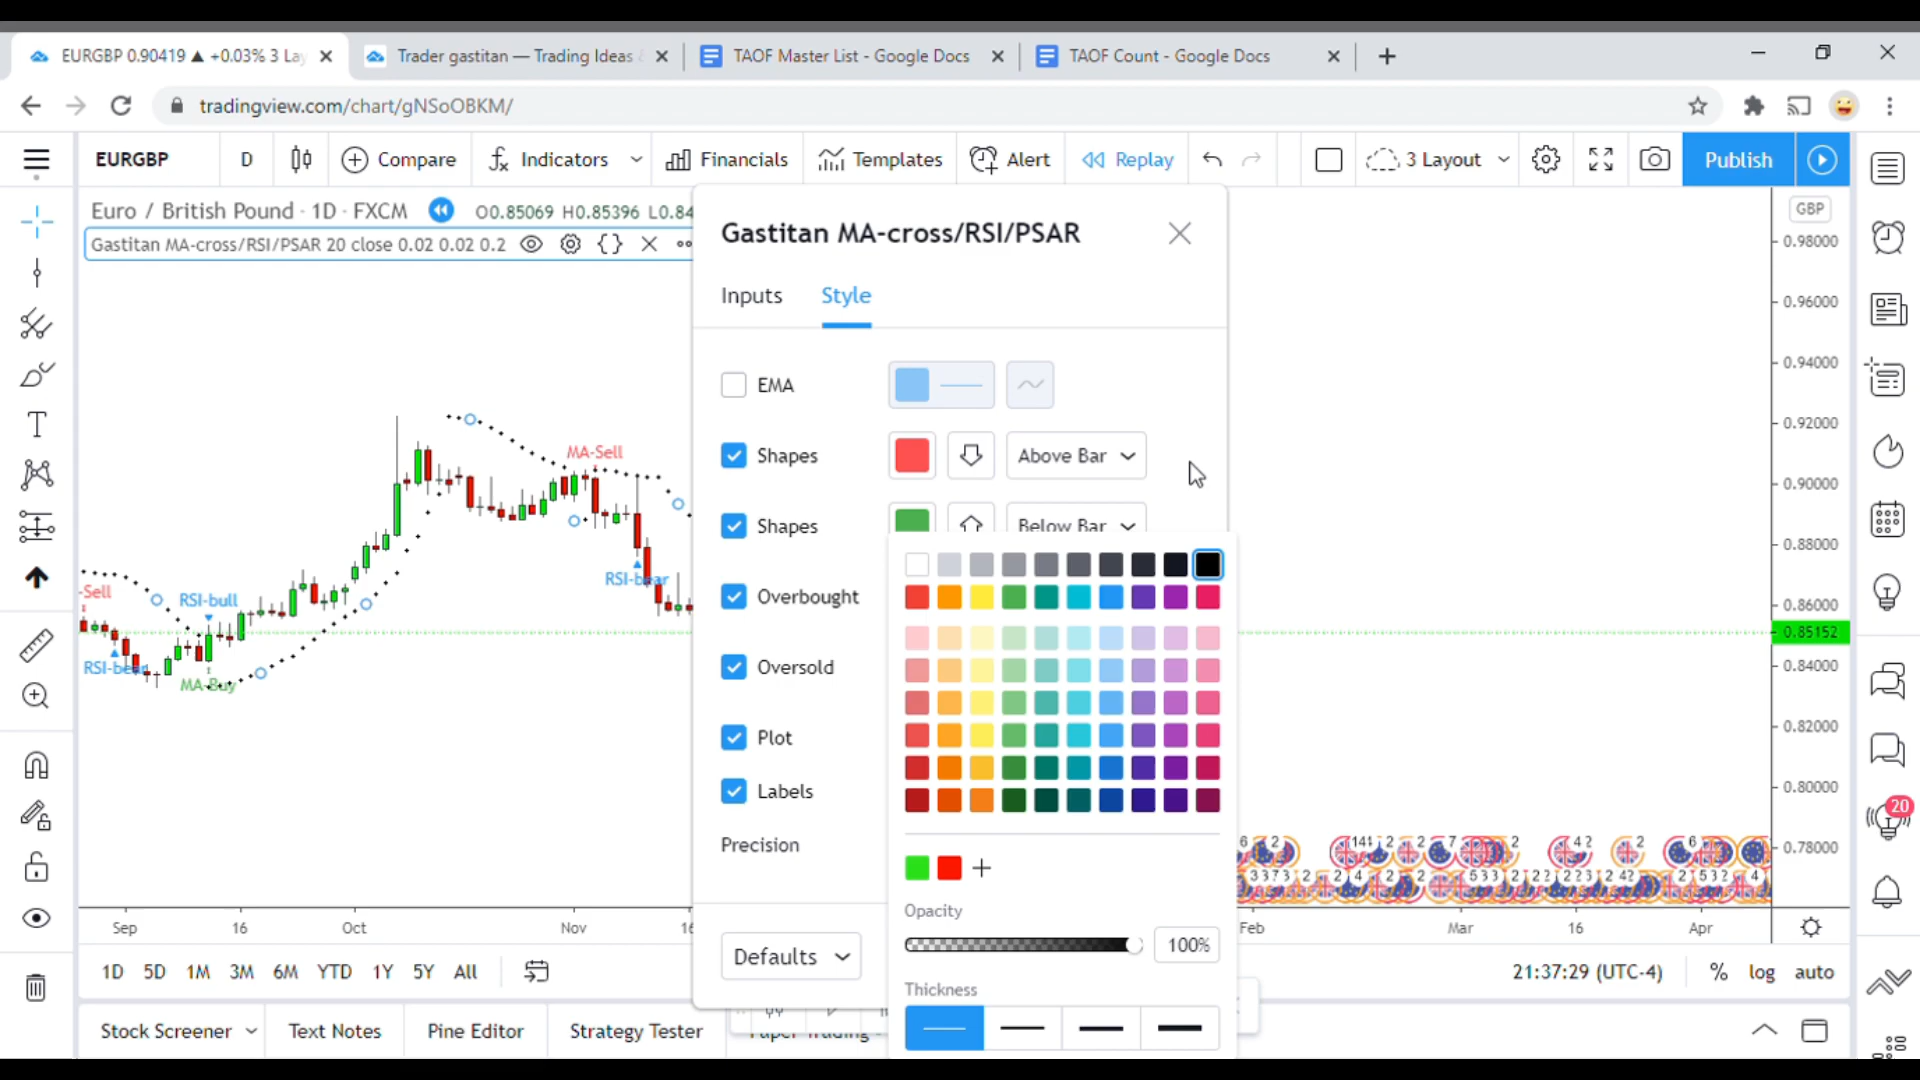 EURGBP 0.90419 ▲ +0.03% 3 La
Trader gastitan — Trading Ideas
TAOF Master List - Google Docs
TAOF Count - Google Docs
tradingview.com/chart/gNSoOBKM/
EURGBP
D
Compare
Indicators
Financials
Templates
Alert
Replay
3 Layout
Publish
Euro / British Pound · 1D · FXCM
O0.85069 H0.85396 L0.84
Gastitan MA-cross/RSI/PSAR 20 close 0.02 0.02 0.2
Gastitan MA-cross/RSI/PSAR
Inputs
Style
EMA
Shapes
Above Bar
Shapes
Below Bar
Overbought
Oversold
Plot
Labels
Precision
Defaults
Opacity
100%
Thickness
MA-Sell
RSI-bear
-Sell
RSI-bull
RSI-bear
MA-Buy
GBP
0.98000
0.96000
0.94000
0.92000
0.90000
0.88000
0.86000
0.85152
0.84000
0.82000
0.80000
0.78000
20
Sep
16
Oct
Nov
16
Feb
Mar
16
Apr
1D
5D
1M
3M
6M
YTD
1Y
5Y
All
21:37:29 (UTC-4)
%
log
auto
Stock Screener
Text Notes
Pine Editor
Strategy Tester
Paper Trading